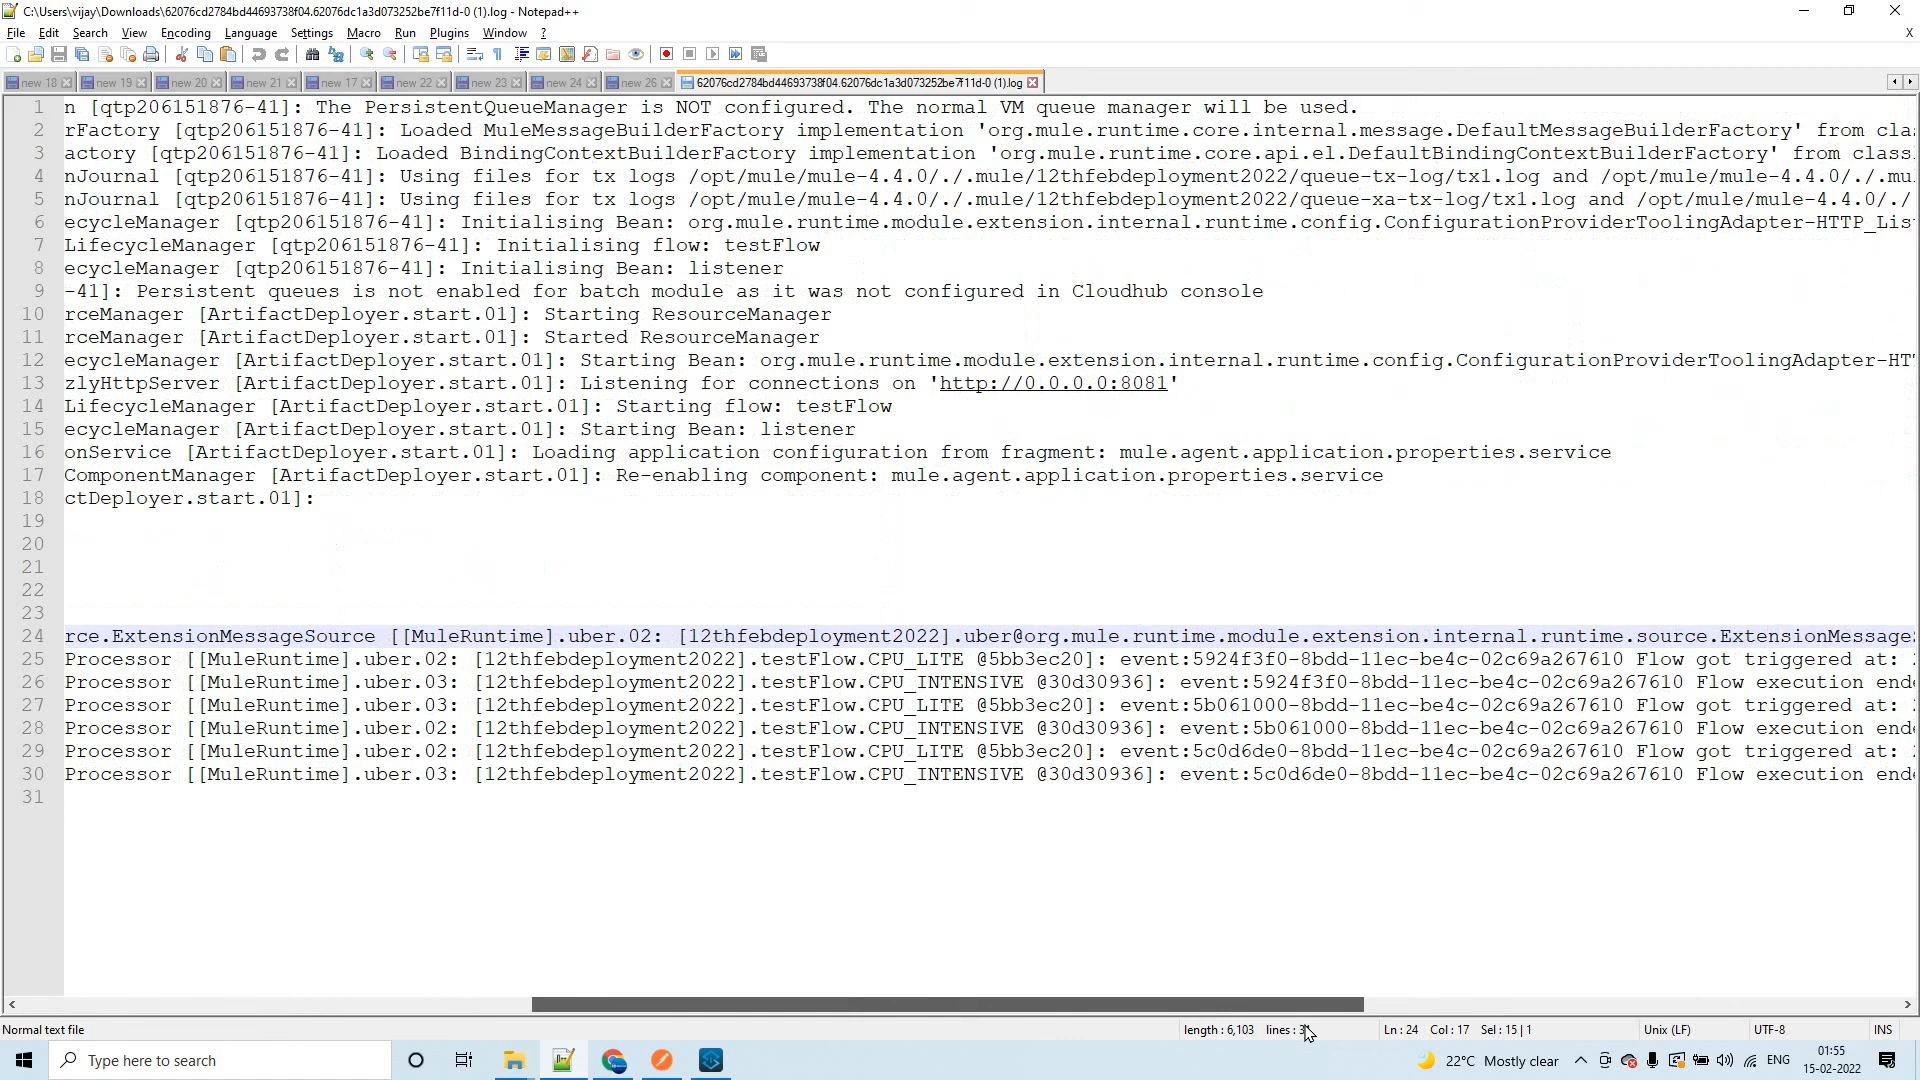 C:\Users\vijay\Downloads\62076cd2784bd44693738f04.62076dc1a3d073252be7f11d-0 (1).log - Notepad++
File Edit Search View Encoding Language Settings Macro Run Plugins Window ? X
new 18 new 19 new 20 new 21 new 17 new 22 new 23 new 24 new 26 62076cd2784bd44693738f04.62076dc1a3d073252be7f11d-0 (1).log
1 n [qtp206151876-41]: The PersistentQueueManager is NOT configured. The normal VM queue manager will be used.
2 rFactory [qtp206151876-41]: Loaded MuleMessageBuilderFactory implementation 'org.mule.runtime.core.internal.message.DefaultMessageBuilderFactory' from cla
3 actory [qtp206151876-41]: Loaded BindingContextBuilderFactory implementation 'org.mule.runtime.core.api.el.DefaultBindingContextBuilderFactory' from class
4 nJournal [qtp206151876-41]: Using files for tx logs /opt/mule/mule-4.4.0/./.mule/12thfebdeployment2022/queue-tx-log/tx1.log and /opt/mule/mule-4.4.0/./.mu
5 nJournal [qtp206151876-41]: Using files for tx logs /opt/mule/mule-4.4.0/./.mule/12thfebdeployment2022/queue-xa-tx-log/tx1.log and /opt/mule/mule-4.4.0/./
6 ecycleManager [qtp206151876-41]: Initialising Bean: org.mule.runtime.module.extension.internal.runtime.config.ConfigurationProviderToolingAdapter-HTTP_Lis
7 LifecycleManager [qtp206151876-41]: Initialising flow: testFlow
8 ecycleManager [qtp206151876-41]: Initialising Bean: listener
9 -41]: Persistent queues is not enabled for batch module as it was not configured in Cloudhub console
10 rceManager [ArtifactDeployer.start.01]: Starting ResourceManager
11 rceManager [ArtifactDeployer.start.01]: Started ResourceManager
12 ecycleManager [ArtifactDeployer.start.01]: Starting Bean: org.mule.runtime.module.extension.internal.runtime.config.ConfigurationProviderToolingAdapter-HT
13 zlyHttpServer [ArtifactDeployer.start.01]: Listening for connections on 'http://0.0.0.0:8081'
14 LifecycleManager [ArtifactDeployer.start.01]: Starting flow: testFlow
15 ecycleManager [ArtifactDeployer.start.01]: Starting Bean: listener
16 onService [ArtifactDeployer.start.01]: Loading application configuration from fragment: mule.agent.application.properties.service
17 ComponentManager [ArtifactDeployer.start.01]: Re-enabling component: mule.agent.application.properties.service
18 ctDeployer.start.01]:
19
20
21
22
23
24 rce.ExtensionMessageSource [[MuleRuntime].uber.02: [12thfebdeployment2022].uber@org.mule.runtime.module.extension.internal.runtime.source.ExtensionMessage
25 Processor [[MuleRuntime].uber.02: [12thfebdeployment2022].testFlow.CPU_LITE @5bb3ec20]: event:5924f3f0-8bdd-11ec-be4c-02c69a267610 Flow got triggered at:
26 Processor [[MuleRuntime].uber.03: [12thfebdeployment2022].testFlow.CPU_INTENSIVE @30d30936]: event:5924f3f0-8bdd-11ec-be4c-02c69a267610 Flow execution ende
27 Processor [[MuleRuntime].uber.03: [12thfebdeployment2022].testFlow.CPU_LITE @5bb3ec20]: event:5b061000-8bdd-11ec-be4c-02c69a267610 Flow got triggered at:
28 Processor [[MuleRuntime].uber.02: [12thfebdeployment2022].testFlow.CPU_INTENSIVE @30d30936]: event:5b061000-8bdd-11ec-be4c-02c69a267610 Flow execution ende
29 Processor [[MuleRuntime].uber.02: [12thfebdeployment2022].testFlow.CPU_LITE @5bb3ec20]: event:5c0d6de0-8bdd-11ec-be4c-02c69a267610 Flow got triggered at:
30 Processor [[MuleRuntime].uber.03: [12thfebdeployment2022].testFlow.CPU_INTENSIVE @30d30936]: event:5c0d6de0-8bdd-11ec-be4c-02c69a267610 Flow execution ende
31
Normal text file length : 6,103 lines : Ln : 24 Col : 17 Sel : 15 | 1 Unix (LF) UTF-8 INS
Type here to search 22°C Mostly clear ENG 01:55
15-02-2022